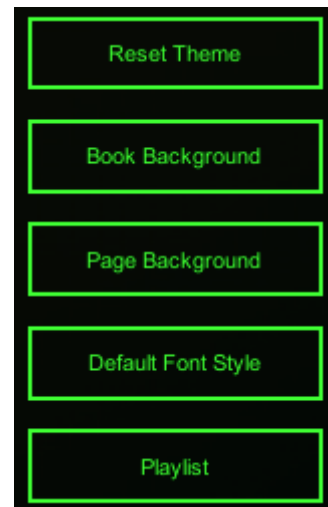 Reset Theme
Book Background
Page Background
Default Font Style
Playlist